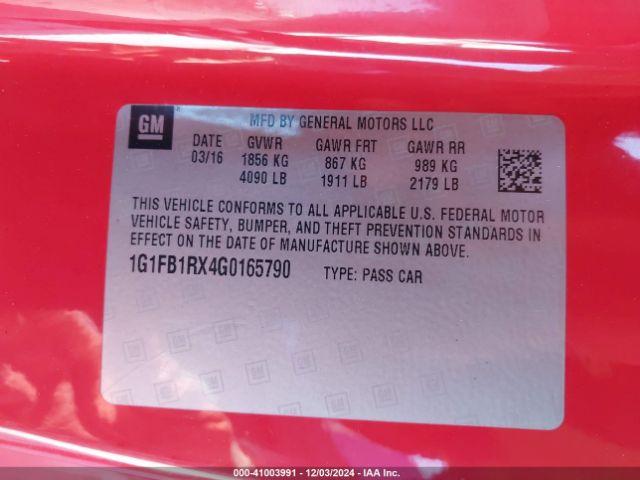 GM
MFD BY GENERAL MOTORS LLC
DATE GVWR GAWR FRT GAWR RR
03/16 1856 KG 867 KG 989 KG
4090 LB 1911 LB 2179 LB
THIS VEHICLE CONFORMS TO ALL APPLICABLE U.S. FEDERAL MOTOR
VEHICLE SAFETY, BUMPER, AND THEFT PREVENTION STANDARDS IN
EFFECT ON THE DATE OF MANUFACTURE SHOWN ABOVE.
1G1FB1RX4G0165790 TYPE: PASS CAR
000-41003991 - 12/03/2024 - IAA Inc.